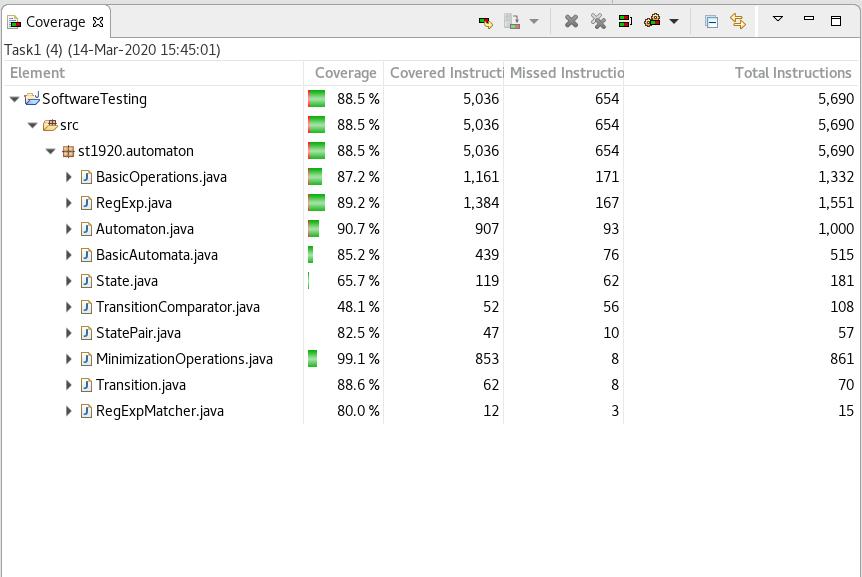 Coverage
Task1 (4) (14-Mar-2020 15:45:01)
Element Coverage Covered Instructi Missed Instructio Total Instructions
SoftwareTesting 88.5 % 5,036 654 5,690
src 88.5 % 5,036 654 5,690
st1920.automaton 88.5 % 5,036 654 5,690
BasicOperations.java 87.2 % 1,161 171 1,332
RegExp.java 89.2 % 1,384 167 1,551
Automaton.java 90.7 % 907 93 1,000
BasicAutomata.java 85.2 % 439 76 515
State.java 65.7 % 119 62 181
TransitionComparator.java 48.1 % 52 56 108
StatePair.java 82.5 % 47 10 57
MinimizationOperations.java 99.1 % 853 8 861
Transition.java 88.6 % 62 8 70
RegExpMatcher.java 80.0 % 12 3 15